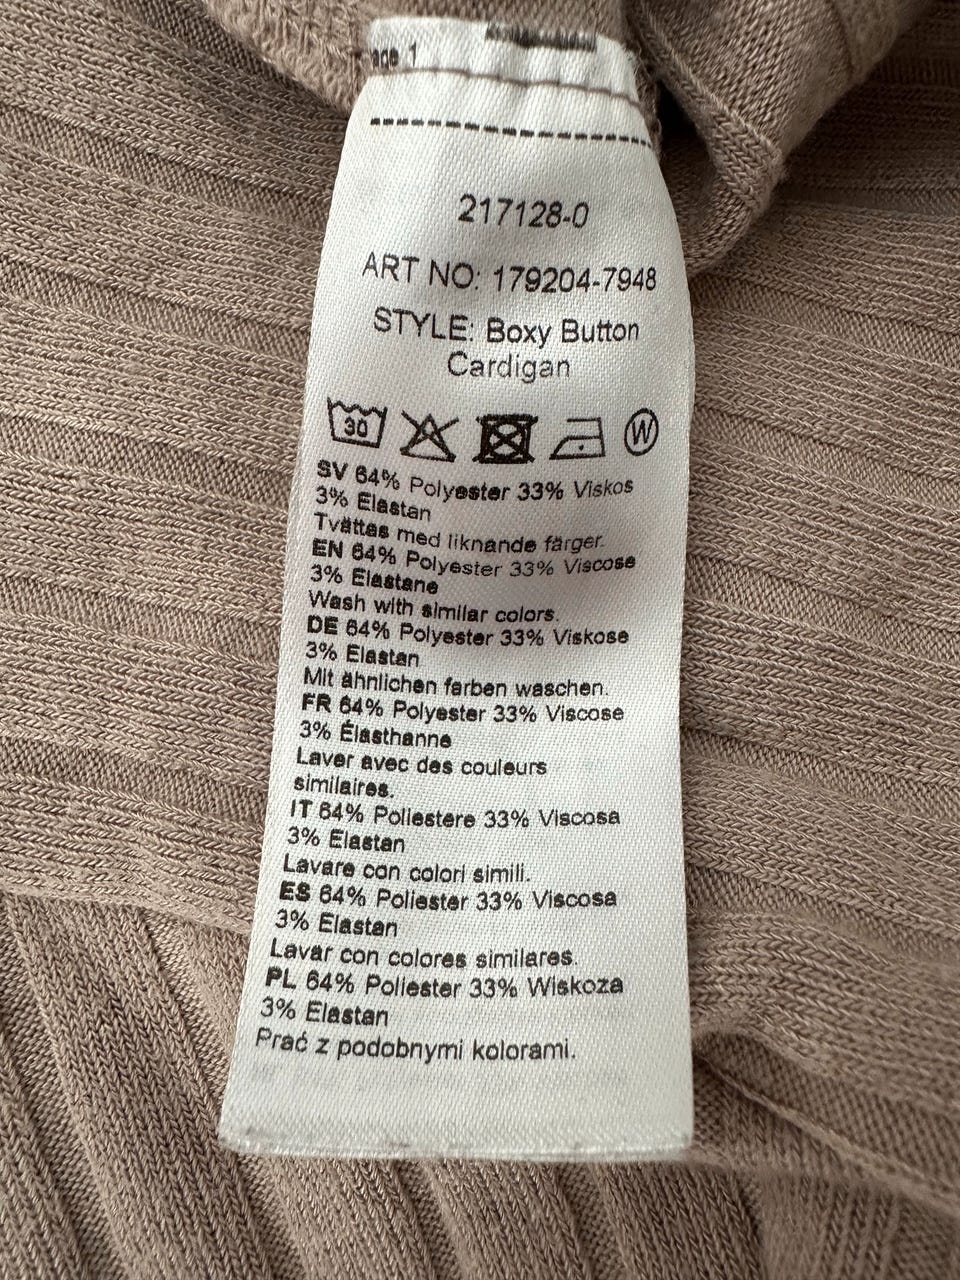 1
217128-0
ART NO: 179204-7948
STYLE: Boxy Button
Cardigan
30 W
SV 64% Polyester 33% Viskos
3% Elastan
Tvättas med liknande färger.
EN 64% Polyester 33% Viscose
3% Elastane
Wash with similar colors.
DE 64% Polyester 33% Viskose
3% Elastan
Mit ähnlichen farben waschen.
FR 64% Polyester 33% Viscose
3% Élasthanne
Laver avec des couleurs
similaires.
IT 64% Poliestere 33% Viscosa
3% Elastan
Lavare con colori simili.
ES 64% Poliester 33% Viscosa
3% Elastan
Lavar con colores similares.
PL 64% Poliester 33% Wiskoza
3% Elastan
Prać z podobnymi kolorami.